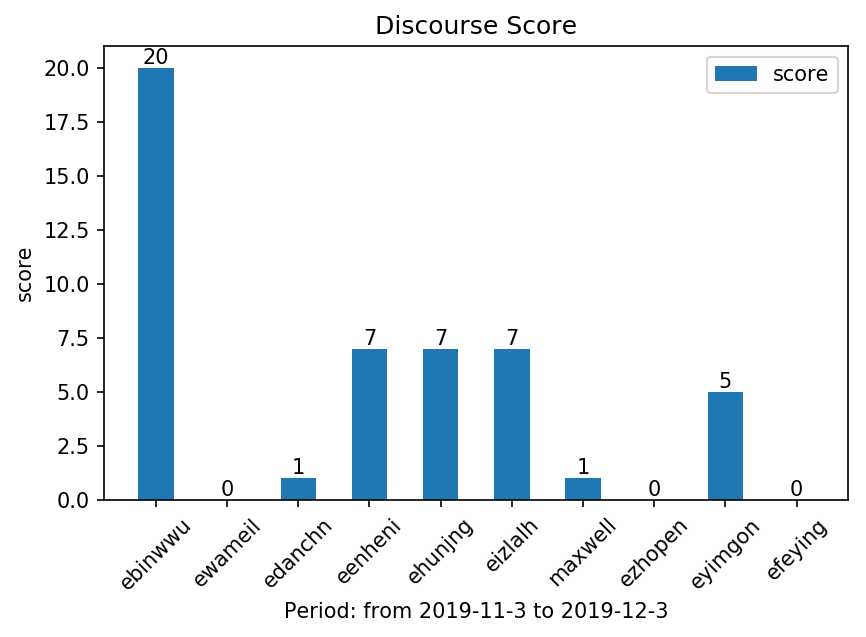 Discourse Score
score
20.0
17.5
15.0
12.5
10.0
7.5
5.0
2.5
0.0
score
20
0
1
7
7
7
1
0
5
0
ebinwwu
ewameil
edanchn
eenheni
ehunjng
eizlalh
maxwell
ezhopen
eyimgon
efeying
Period: from 2019-11-3 to 2019-12-3